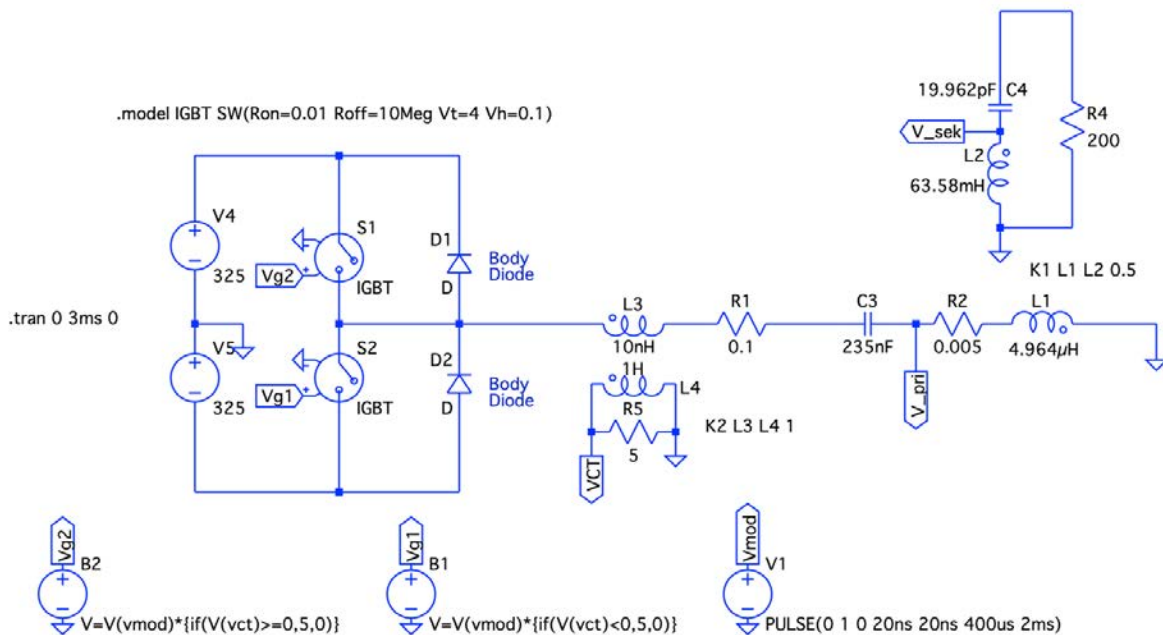 19.962pF
C4
R4
200
V_sek
L2
63.58mH
.model IGBT SW(Ron=0.01 Roff=10Meg Vt=4 Vh=0.1)
V4
325
S1
Vg2
IGBT
D1
D
Body
Diode
K1 L1 L2 0.5
.tran 0 3ms 0
V5
325
S2
Vg1
IGBT
D2
D
Body
Diode
L3
10nH
R1
0.1
C3
235nF
R2
0.005
L1
4.964µH
V_pri
1H
L4
R5
5
K2 L3 L4 1
VCT
Vg2
B2
V=V(vmod)*{if(V(vct)>=0,5,0)}
Vg1
B1
V=V(vmod)*{if(V(vct)<0,5,0)}
Vmod
V1
PULSE(0 1 0 20ns 20ns 400us 2ms)